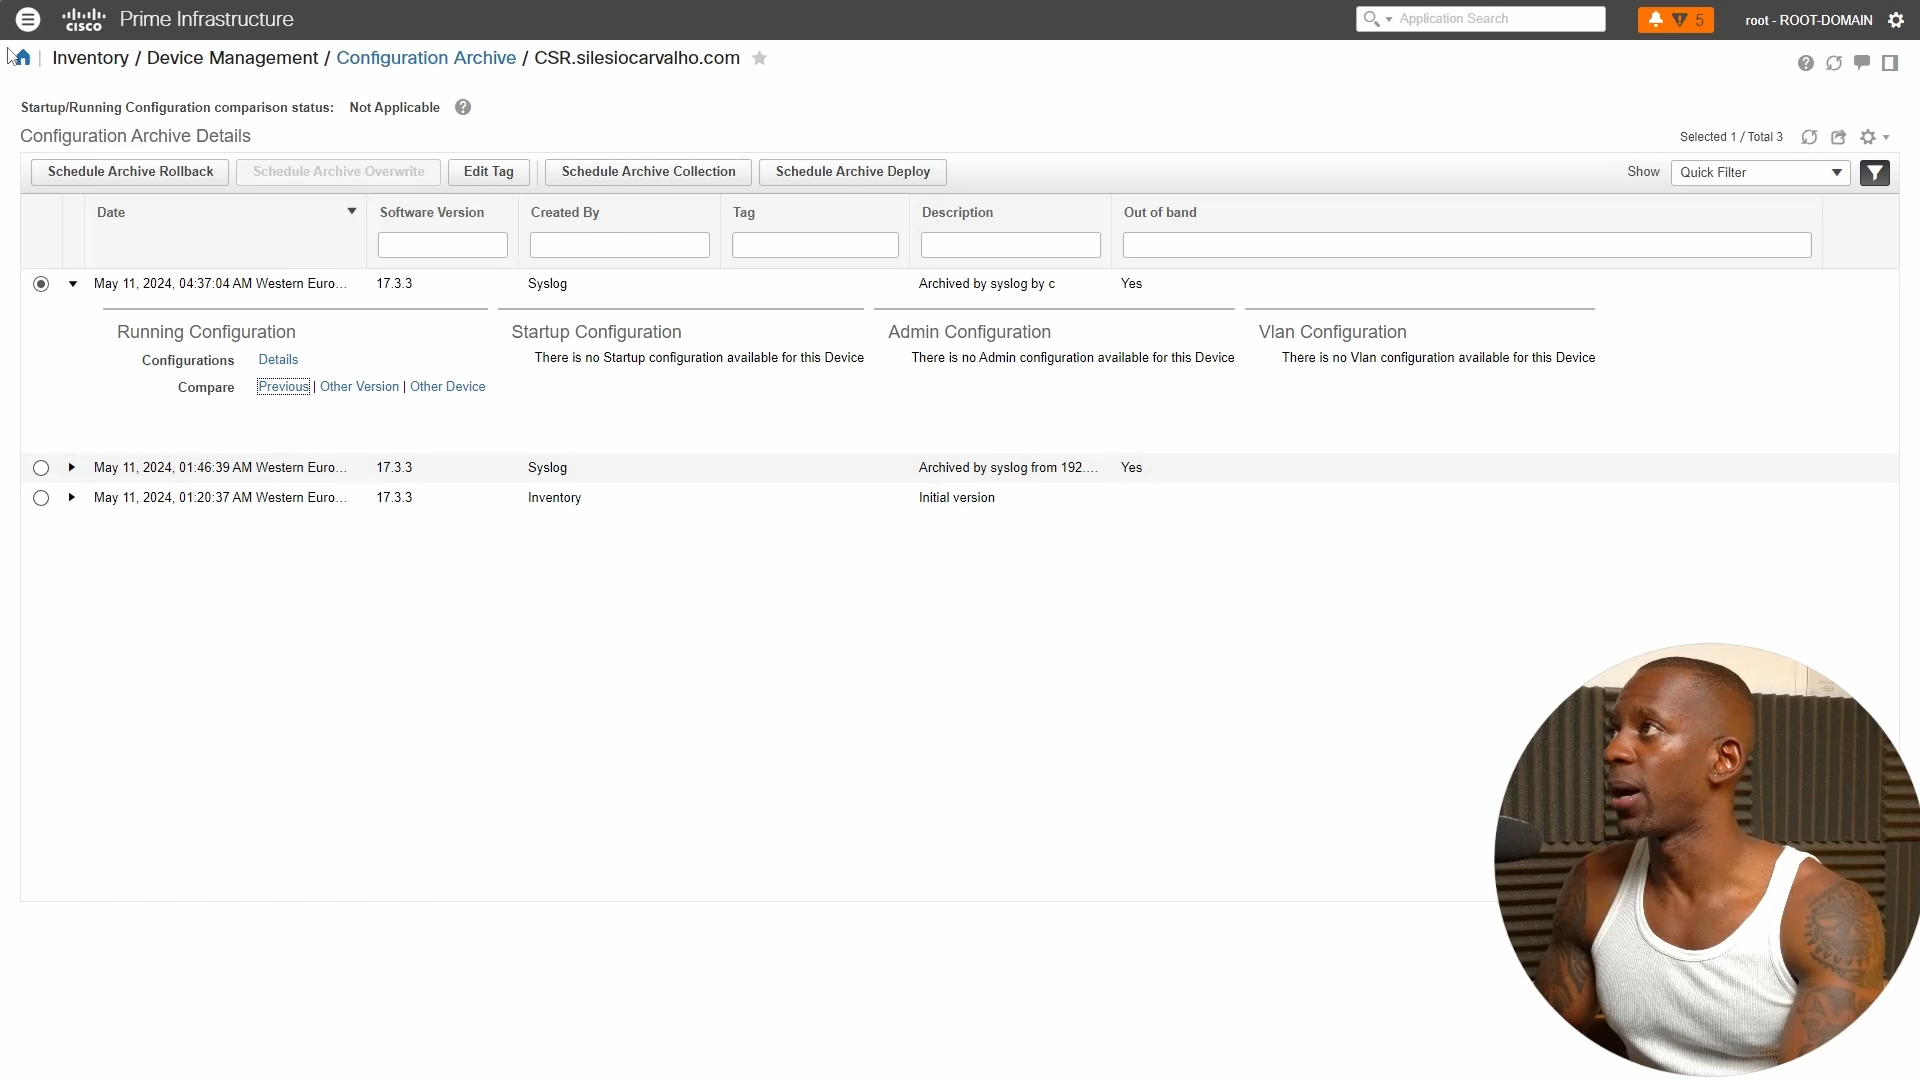 CISCO Prime Infrastructure Application Search 5 root - ROOT-DOMAIN
Inventory / Device Management / Configuration Archive / CSR.silesiocarvalho.com
Startup/Running Configuration comparison status: Not Applicable
Configuration Archive Details Selected 1 / Total 3
Schedule Archive Rollback Schedule Archive Overwrite Edit Tag Schedule Archive Collection Schedule Archive Deploy Show Quick Filter
Date Software Version Created By Tag Description Out of band
May 11, 2024, 04:37:04 AM Western Euro... 17.3.3 Syslog Archived by syslog by c Yes
Running Configuration Startup Configuration Admin Configuration Vlan Configuration
Configurations Details There is no Startup configuration available for this Device There is no Admin configuration available for this Device There is no Vlan configuration available for this Device
Compare Previous | Other Version | Other Device
May 11, 2024, 01:46:39 AM Western Euro... 17.3.3 Syslog Archived by syslog from 192.... Yes
May 11, 2024, 01:20:37 AM Western Euro... 17.3.3 Inventory Initial version